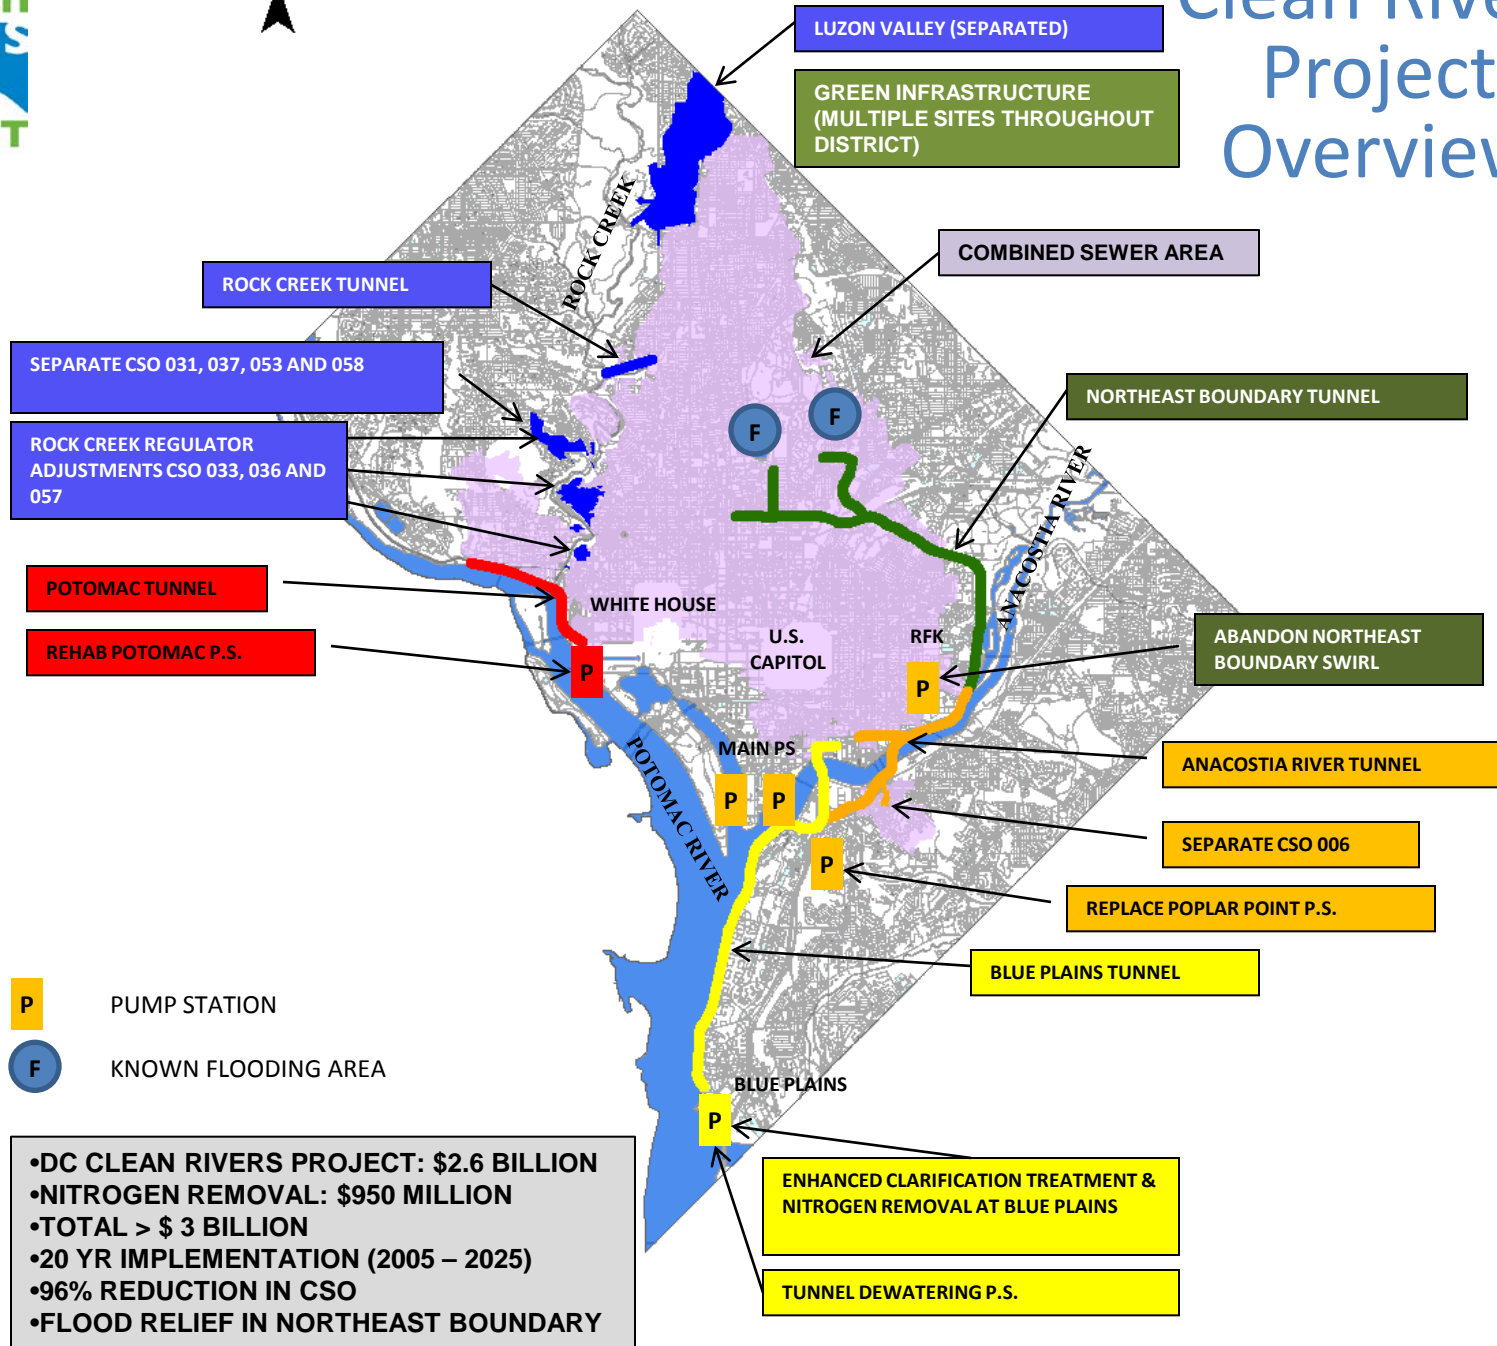 S
T
Clean Rive
Project
Overview
LUZON VALLEY (SEPARATED)
GREEN INFRASTRUCTURE
(MULTIPLE SITES THROUGHOUT
DISTRICT)
COMBINED SEWER AREA
ROCK CREEK
ROCK CREEK TUNNEL
SEPARATE CSO 031, 037, 053 AND 058
ROCK CREEK REGULATOR
ADJUSTMENTS CSO 033, 036 AND
057
NORTHEAST BOUNDARY TUNNEL
F
F
ANACOSTIA RIVER
POTOMAC TUNNEL
REHAB POTOMAC P.S.
P
WHITE HOUSE
U.S.
CAPITOL
RFK
P
ABANDON NORTHEAST
BOUNDARY SWIRL
MAIN PS
P
P
POTOMAC RIVER
ANACOSTIA RIVER TUNNEL
SEPARATE CSO 006
P
REPLACE POPLAR POINT P.S.
BLUE PLAINS TUNNEL
P
PUMP STATION
F
KNOWN FLOODING AREA
BLUE PLAINS
P
ENHANCED CLARIFICATION TREATMENT &
NITROGEN REMOVAL AT BLUE PLAINS
TUNNEL DEWATERING P.S.
•DC CLEAN RIVERS PROJECT: $2.6 BILLION
•NITROGEN REMOVAL: $950 MILLION
•TOTAL > $ 3 BILLION
•20 YR IMPLEMENTATION (2005 – 2025)
•96% REDUCTION IN CSO
•FLOOD RELIEF IN NORTHEAST BOUNDARY